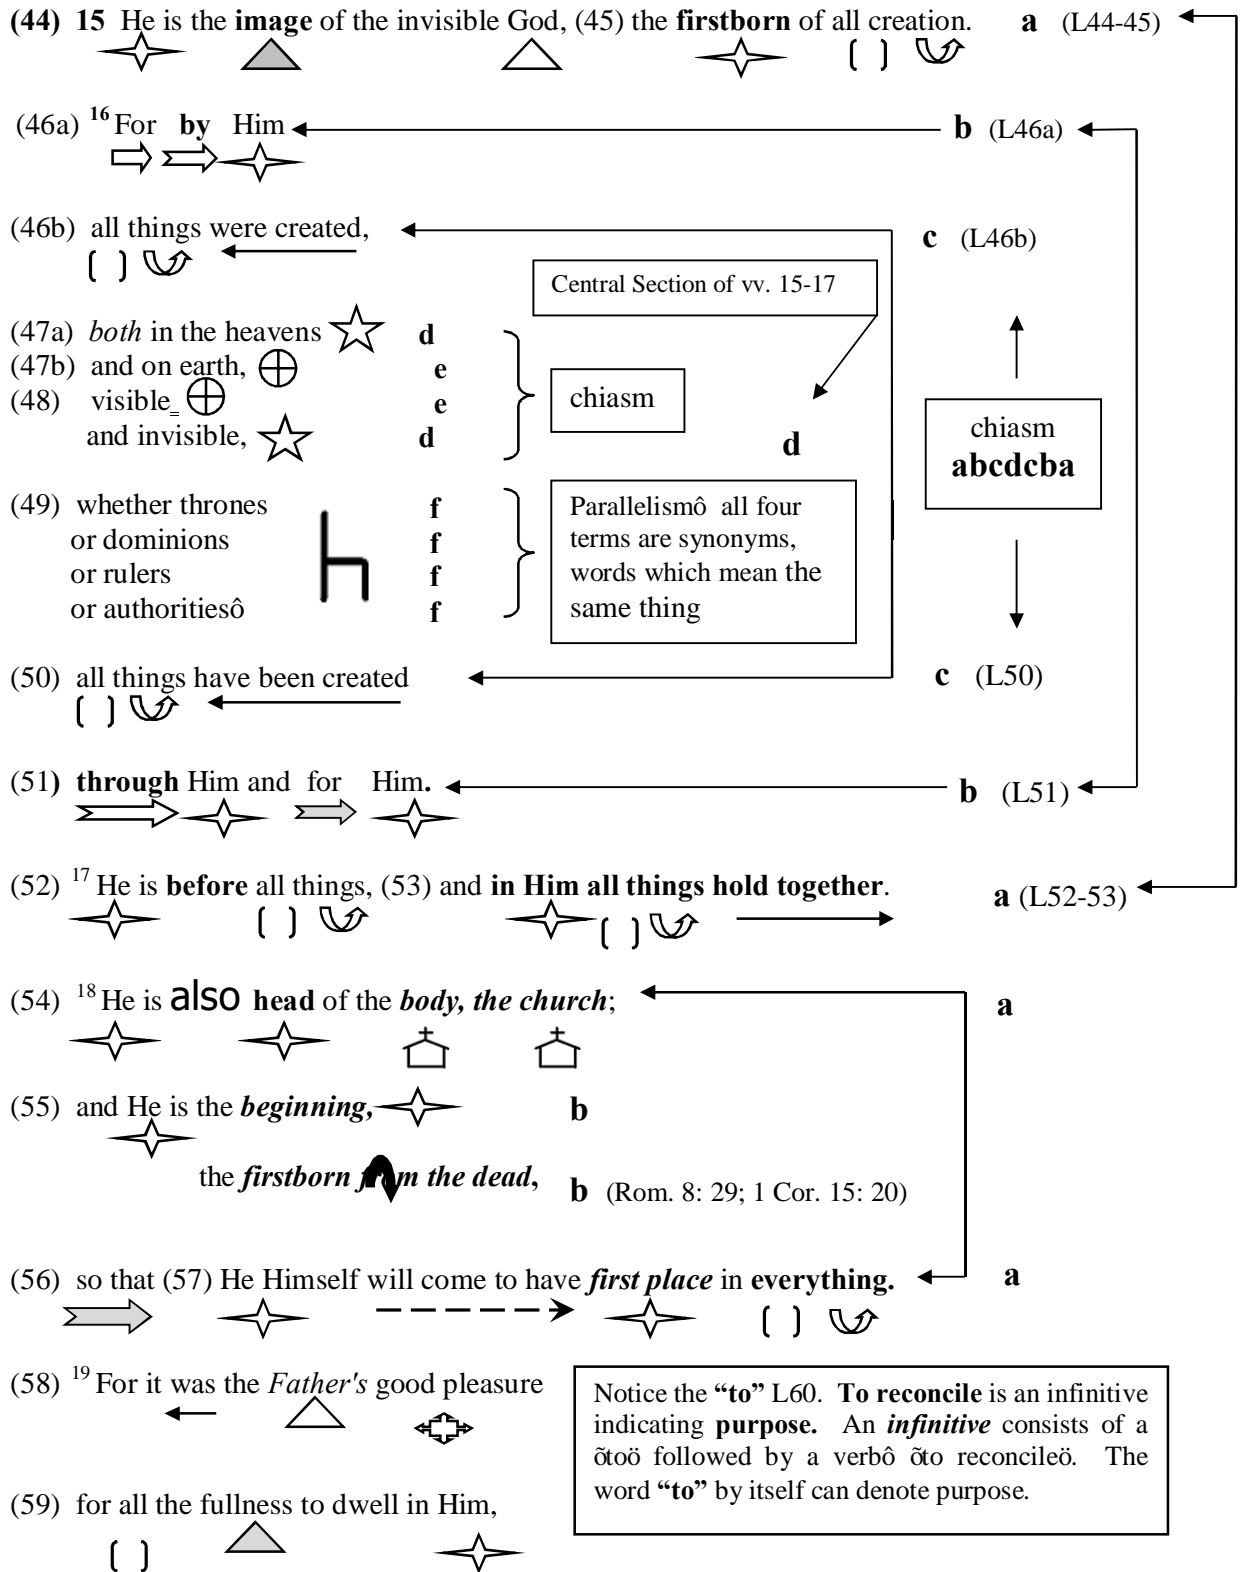 (44) 15 He is the image of the invisible God, (45) the firstborn of all creation. a (L44-45)
(46a) 16 For by Him b (L46a)
(46b) all things were created, c (L46b)
Central Section of vv. 15-17
(47a) both in the heavens d
(47b) and on earth, e
(48) visible= e
and invisible, d
chiasm
d
chiasm
abcdcba
(49) whether thrones f
or dominions f
or rulers f
or authoritiesô f
Parallelismô all four
terms are synonyms,
words which mean the
same thing
(50) all things have been created c (L50)
(51) through Him and for Him. b (L51)
(52) 17 He is before all things, (53) and in Him all things hold together. a (L52-53)
(54) 18 He is also head of the body, the church; a
(55) and He is the beginning, b
the firstborn from the dead, b (Rom. 8: 29; 1 Cor. 15: 20)
(56) so that (57) He Himself will come to have first place in everything. a
(58) 19 For it was the Father's good pleasure
(59) for all the fullness to dwell in Him,
Notice the “to” L60. To reconcile is an infinitive
indicating purpose. An infinitive consists of a
õtoö followed by a verbô õto reconcileö. The
word “to” by itself can denote purpose.